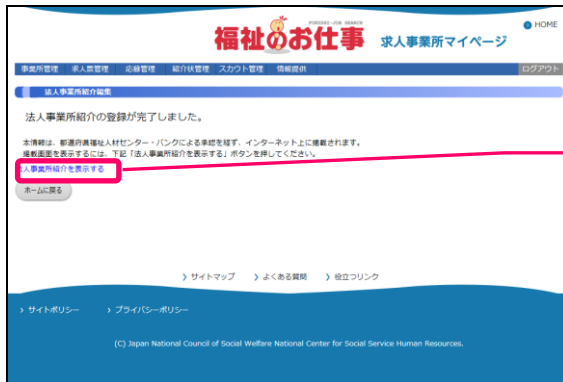 FUKUSHI-JOB SEARCH
福祉のお仕事 求人事業所マイページ
HOME
事業所管理 求人票管理 応募管理 紹介状管理 スカウト管理 情報提供 ログアウト
法人事業所紹介編集
法人事業所紹介の登録が完了しました。
本情報は、都道府県福祉人材センター・バンクによる承認を経ず、インターネット上に掲載されます。
掲載画面を表示するには、下記「法人事業所紹介を表示する」ボタンを押してください。
人事業所紹介を表示する
ホームに戻る
サイトマップ よくある質問 役立つリンク
サイトポリシー プライバシーポリシー
(C) Japan National Council of Social Welfare National Center for Social Service Human Resources.